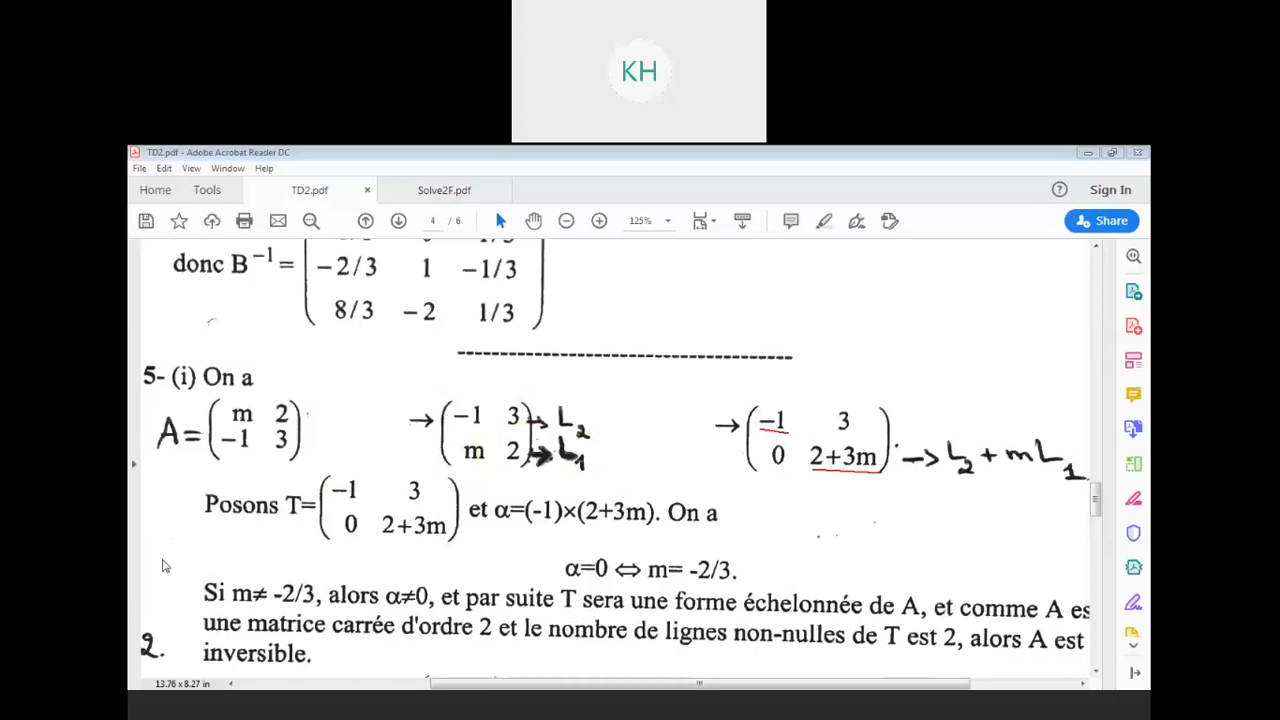 KH
TD2.pdf - Adobe Acrobat Reader DC
File Edit View Window Help
Home Tools TD2.pdf × Solve2F.pdf Sign In
4 / 6 125% Share
donc B⁻¹ =
−2/3 1 −1/3
8/3 −2 1/3
5- (i) On a
A = ( m 2 ) → ( −1 3 ) → L₂ → ( −1 3 )
( −1 3 ) ( m 2 ) → L₁ ( 0 2+3m ) → L₂ + mL₁
Posons T= ( −1 3 ) et α=(-1)×(2+3m). On a
( 0 2+3m )
α=0 ⇔ m= -2/3.
Si m≠ -2/3, alors α≠0, et par suite T sera une forme échelonnée de A, et comme A es
une matrice carrée d'ordre 2 et le nombre de lignes non-nulles de T est 2, alors A est
2. inversible.
13.76 x 8.27 in